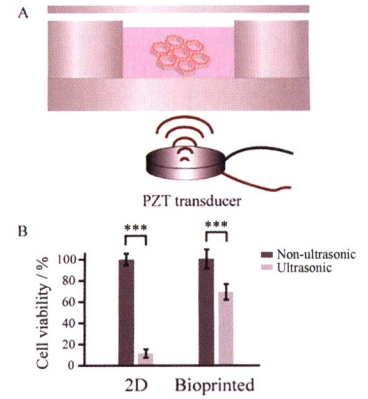 A
PZT transducer
B
*** ***
Non-ultrasonic
Ultrasonic
Cell viability / %
100
80
60
40
20
0
2D Bioprinted